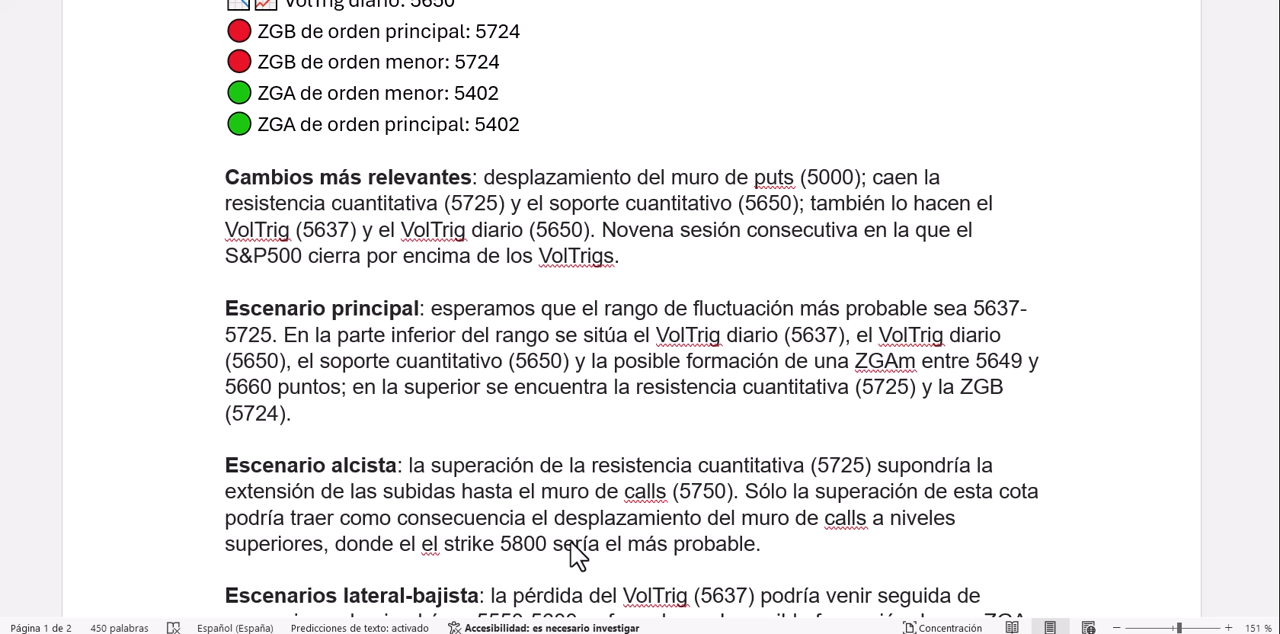 VolTrig diario: 5650
ZGB de orden principal: 5724
ZGB de orden menor: 5724
ZGA de orden menor: 5402
ZGA de orden principal: 5402
Cambios más relevantes: desplazamiento del muro de puts (5000); caen la
resistencia cuantitativa (5725) y el soporte cuantitativo (5650); también lo hacen el
VolTrig (5637) y el VolTrig diario (5650). Novena sesión consecutiva en la que el
S&P500 cierra por encima de los VolTrigs.
Escenario principal: esperamos que el rango de fluctuación más probable sea 5637-
5725. En la parte inferior del rango se sitúa el VolTrig diario (5637), el VolTrig diario
(5650), el soporte cuantitativo (5650) y la posible formación de una ZGAm entre 5649 y
5660 puntos; en la superior se encuentra la resistencia cuantitativa (5725) y la ZGB
(5724).
Escenario alcista: la superación de la resistencia cuantitativa (5725) supondría la
extensión de las subidas hasta el muro de calls (5750). Sólo la superación de esta cota
podría traer como consecuencia el desplazamiento del muro de calls a niveles
superiores, donde el el strike 5800 sería el más probable.
Escenarios lateral-bajista: la pérdida del VolTrig (5637) podría venir seguida de
Página 1 de 2 450 palabras Español (España) Predicciones de texto: activado Accesibilidad: es necesario investigar Concentración 151 %